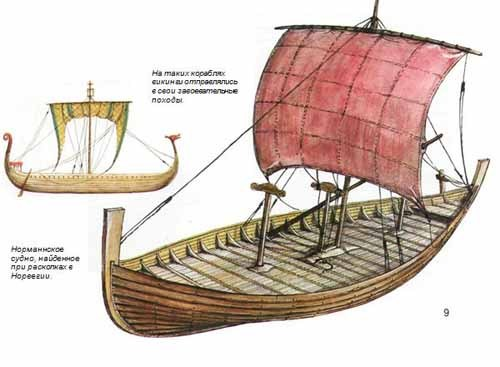 На таких кораблях
викинги отправлялись
в свои завоевательные
походы.
Норманнское
судно, найденное
при раскопках в
Норвегии.
9